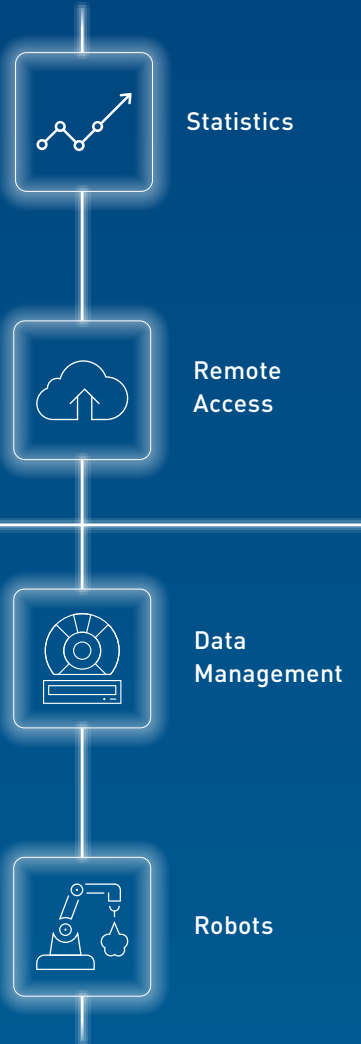 Statistics
Remote
Access
Data
Management
Robots